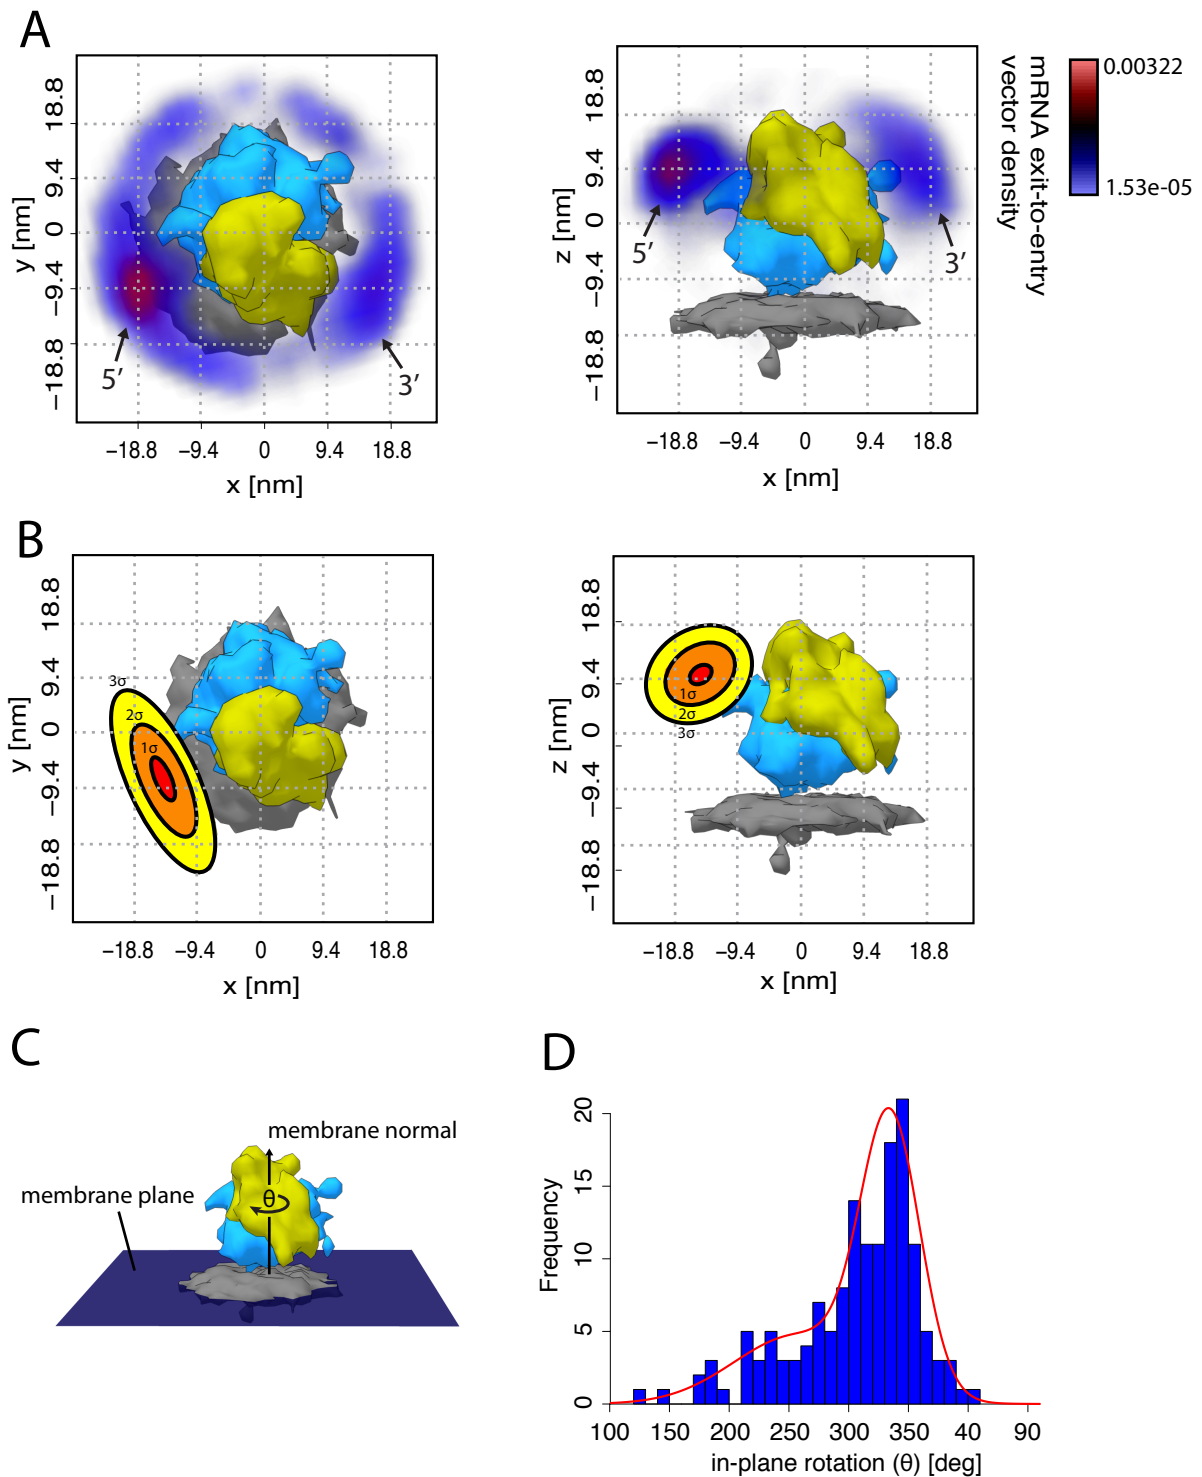 A
18.8
9.4
0
−9.4
−18.8
y [nm]
5′
3′
−18.8 −9.4 0 9.4 18.8
x [nm]
18.8
9.4
0
−9.4
−18.8
z [nm]
5′
3′
−18.8 −9.4 0 9.4 18.8
x [nm]
mRNA exit-to-entry
vector density
0.00322
1.53e-05
B
18.8
9.4
0
−9.4
−18.8
y [nm]
3σ
2σ
1σ
−18.8 −9.4 0 9.4 18.8
x [nm]
18.8
9.4
0
−9.4
−18.8
z [nm]
1σ
2σ
3σ
−18.8 −9.4 0 9.4 18.8
x [nm]
C
membrane normal
membrane plane
θ
D
20
15
10
5
0
Frequency
100 150 200 250 300 350 40 90
in-plane rotation (θ) [deg]